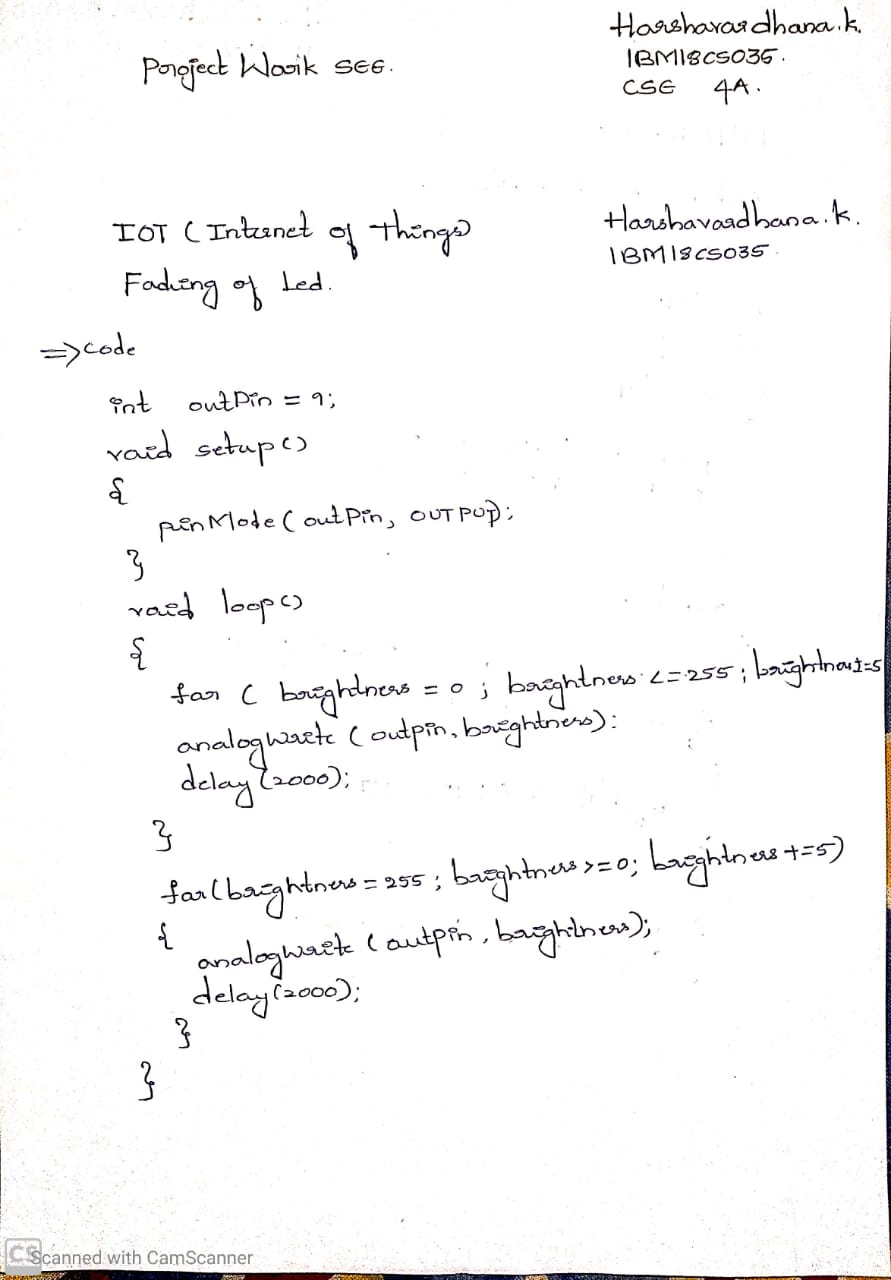 Harshavardhana.k.
1BM18CS035.
Project Work SEE.
CSE 4A.
IOT ( Internet of things
Harshavardhana.k.
1BM18CS035
Fading of Led.
=> code
int outPin = 9;
void setup()
{
pinMode ( outPin, OUTPUT);
}
void loop()
{
for ( brightness = 0 ; brightness <= 255 ; brightness+=5
analogwrite ( outpin, brightness):
delay (2000);
}
for( brightness = 255 ; brightness >=0; brightness +=5)
{
analogwrite ( outpin, brightness);
delay (2000);
}
}
CS Scanned with CamScanner